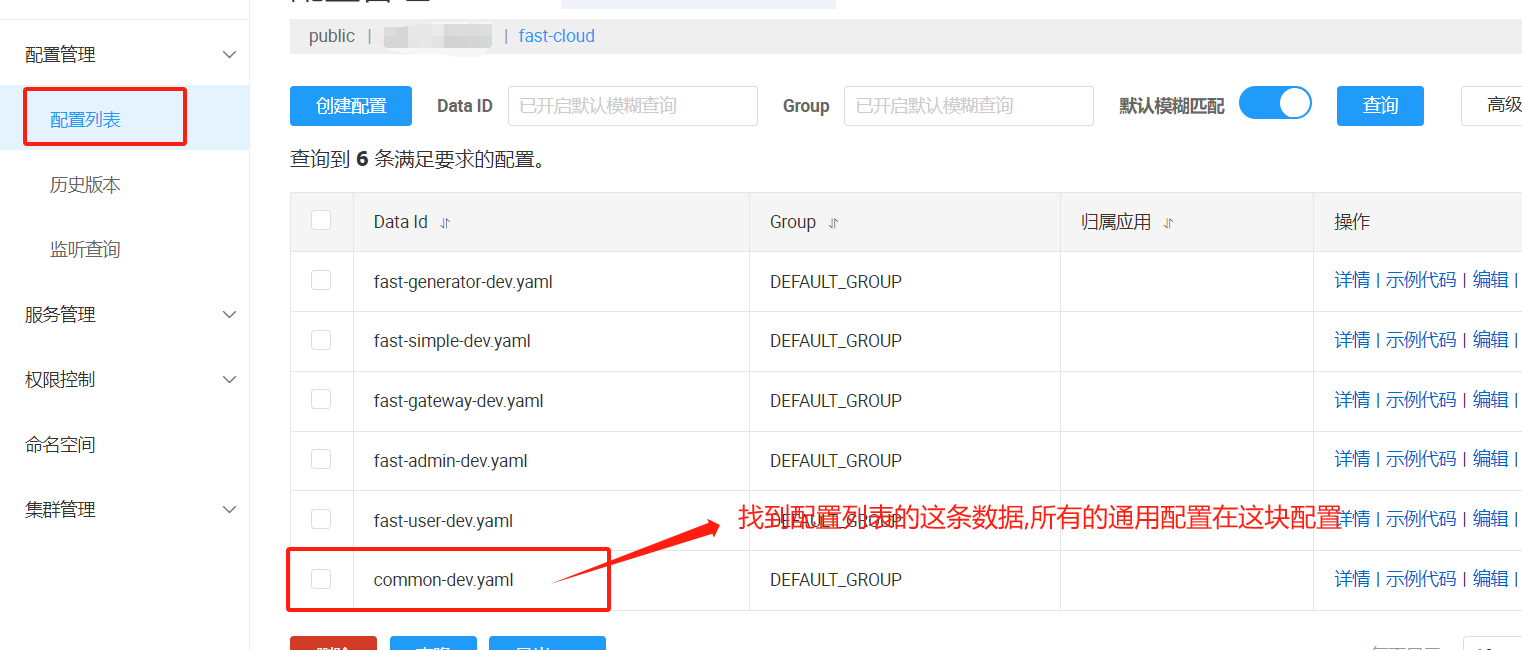 public | | fast-cloud
配置管理
配置列表
历史版本
监听查询
服务管理
权限控制
命名空间
集群管理
创建配置 Data ID 已开启默认模糊查询 Group 已开启默认模糊查询 默认模糊匹配 查询 高级
查询到 6 条满足要求的配置。
Data Id Group 归属应用 操作
fast-generator-dev.yaml DEFAULT_GROUP 详情 | 示例代码 | 编辑 |
fast-simple-dev.yaml DEFAULT_GROUP 详情 | 示例代码 | 编辑 |
fast-gateway-dev.yaml DEFAULT_GROUP 详情 | 示例代码 | 编辑 |
fast-admin-dev.yaml DEFAULT_GROUP 详情 | 示例代码 | 编辑 |
fast-user-dev.yaml DEFAULT_GROUP 详情 | 示例代码 | 编辑 |
找到配置列表的这条数据,所有的通用配置在这块配置
common-dev.yaml DEFAULT_GROUP 详情 | 示例代码 | 编辑 |